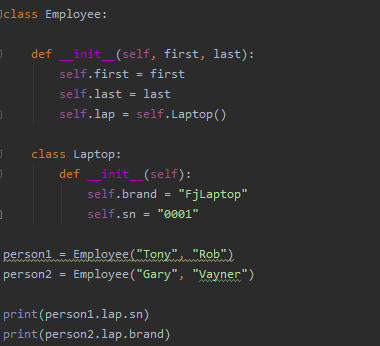 class Employee:
    def __init__(self, first, last):
        self.first = first
        self.last = last
        self.lap = self.Laptop()
    class Laptop:
        def __init__(self):
            self.brand = "FjLaptop"
            self.sn = "0001"
person1 = Employee("Tony", "Rob")
person2 = Employee("Gary", "Vayner")
print(person1.lap.sn)
print(person2.lap.brand)